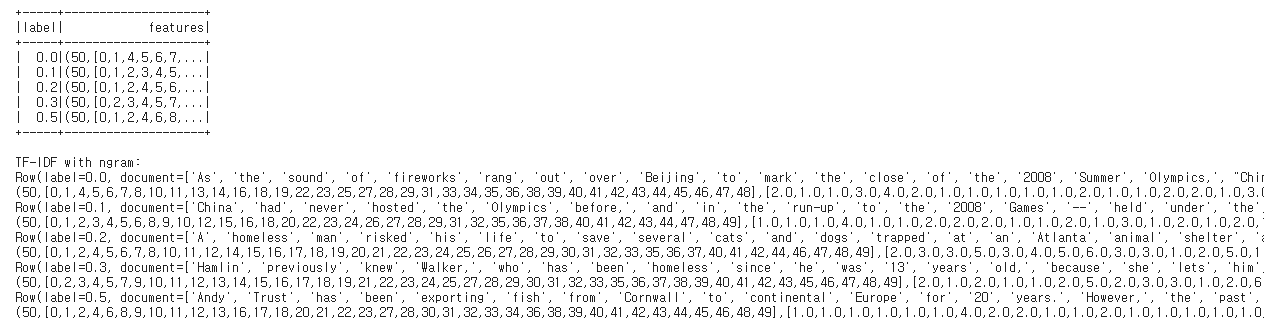 +-----+--------------------+
|label|            features|
+-----+--------------------+
|  0.0|(50,[0,1,4,5,6,7,...|
|  0.1|(50,[0,1,2,3,4,5,...|
|  0.2|(50,[0,1,2,4,5,6,...|
|  0.3|(50,[0,2,3,4,5,7,...|
|  0.5|(50,[0,1,2,4,6,8,...|
+-----+--------------------+
TF-IDF with ngram:
Row(label=0.0, document=['As', 'the', 'sound', 'of', 'fireworks', 'rang', 'out', 'over', 'Beijing', 'to', 'mark', 'the', 'close', 'of', 'the', '2008', 'Summer', 'Olympics,', "Chin
(50,[0,1,4,5,6,7,8,10,11,13,14,16,18,19,22,23,25,27,28,29,31,33,34,35,36,37,38,39,40,41,42,43,44,45,46,47,48],[2.0,1.0,1.0,3.0,4.0,2.0,1.0,1.0,1.0,1.0,1.0,2.0,1.0,1.0,2.0,2.0,1.0,3.0
Row(label=0.1, document=['China', 'had', 'never', 'hosted', 'the', 'Olympics', 'before,', 'and', 'in', 'the', 'run-up', 'to', 'the', '2008', 'Games', '--', 'held', 'under', 'the',
(50,[0,1,2,3,4,5,6,8,9,10,12,15,16,18,20,22,23,24,26,27,28,29,31,32,35,36,37,38,40,41,42,43,44,47,48,49],[1.0,1.0,1.0,4.0,1.0,1.0,2.0,2.0,2.0,1.0,1.0,2.0,1.0,3.0,1.0,1.0,2.0,1.0,
Row(label=0.2, document=['A', 'homeless', 'man', 'risked', 'his', 'life', 'to', 'save', 'several', 'cats', 'and', 'dogs', 'trapped', 'at', 'an', 'Atlanta', 'animal', 'shelter', 'a
(50,[0,1,2,4,5,6,7,8,10,11,12,14,15,16,17,18,19,20,21,22,23,24,25,26,27,28,29,30,31,32,33,35,37,40,41,42,44,46,47,48,49],[2.0,3.0,3.0,5.0,3.0,4.0,5.0,6.0,3.0,3.0,1.0,2.0,5.0,1
Row(label=0.3, document=['Hamlin', 'previously', 'knew', 'Walker,', 'who', 'has', 'been', 'homeless', 'since', 'he', 'was', '13', 'years', 'old,', 'because', 'she', 'lets', 'him',
(50,[0,2,3,4,5,7,9,10,11,12,13,14,15,16,17,18,19,21,22,23,24,25,27,28,29,30,31,32,33,35,36,37,38,39,40,41,42,43,45,46,47,48,49],[2.0,1.0,2.0,1.0,1.0,2.0,5.0,2.0,3.0,3.0,1.0,2.0,6
Row(label=0.5, document=['Andy', 'Trust', 'has', 'been', 'exporting', 'fish', 'from', 'Cornwall', 'to', 'continental', 'Europe', 'for', '20', 'years.', 'However,', 'the', 'past',
(50,[0,1,2,4,6,8,9,10,11,12,13,16,17,18,20,21,22,23,27,28,30,31,32,33,34,36,38,39,40,42,45,46,48,49],[1.0,1.0,1.0,1.0,1.0,1.0,4.0,2.0,2.0,1.0,1.0,2.0,1.0,1.0,1.0,1.0,1.0,1.0,